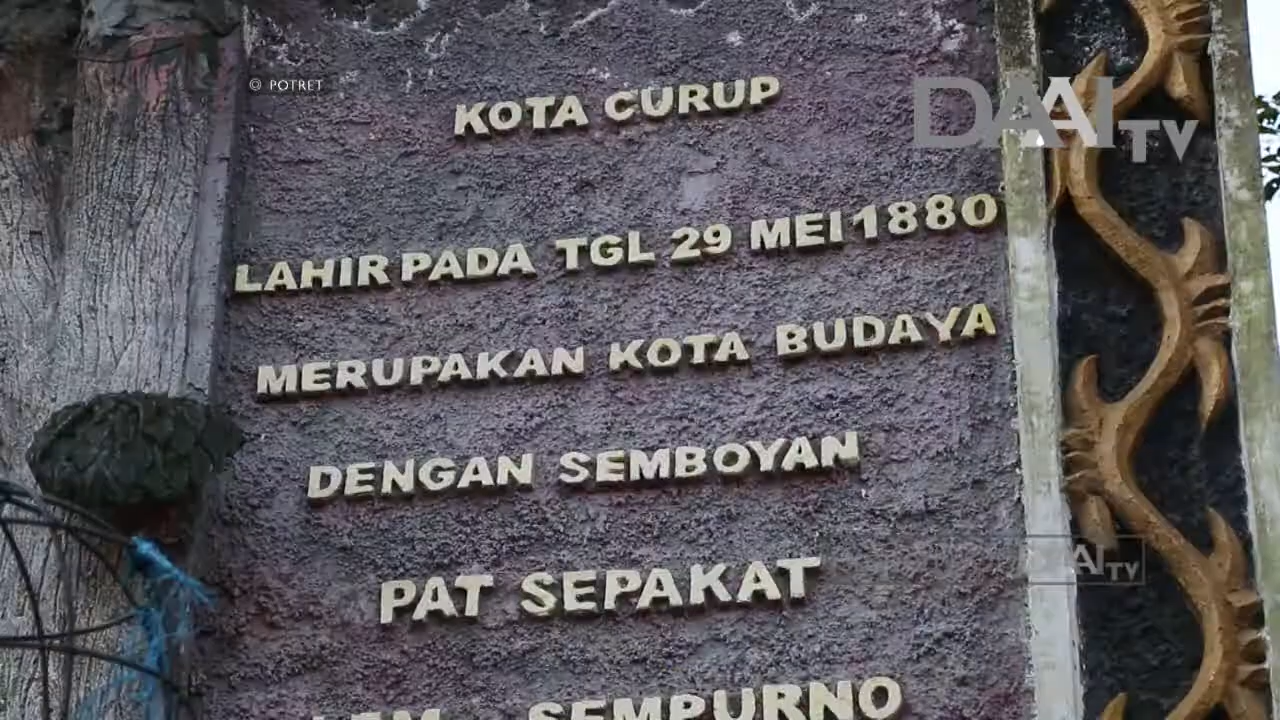 © POTRET
DAAI TV
KOTA CURUP
LAHIR PADA TGL 29 MEI 1880
MERUPAKAN KOTA BUDAYA
DENGAN SEMBOYAN
PAT SEPAKAT
DAAI TV
SEMPURNO